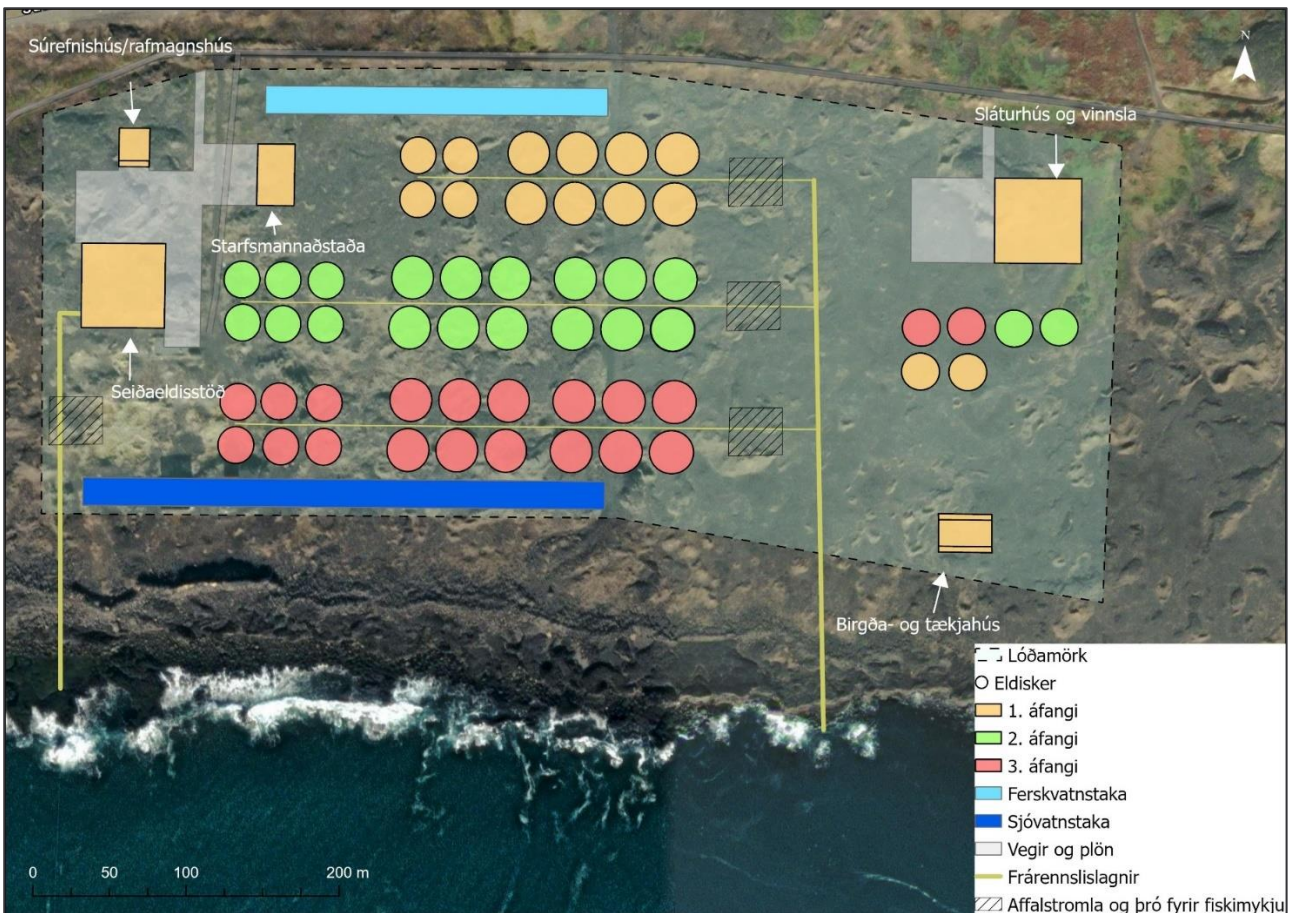 Súrefnishús/rafmagnshús
N
Sláturhús og vinnsla
Starfsmannaðstaða
Seiðaeldisstöð
Birgða- og tækjahús
Lóðamörk
Eldisker
1. áfangi
2. áfangi
3. áfangi
Ferskvatnstaka
Sjóvatnstaka
Vegir og plön
Frárennslislagnir
Affalstromla og þró fyrir fiskimykju
0 50 100 200 m